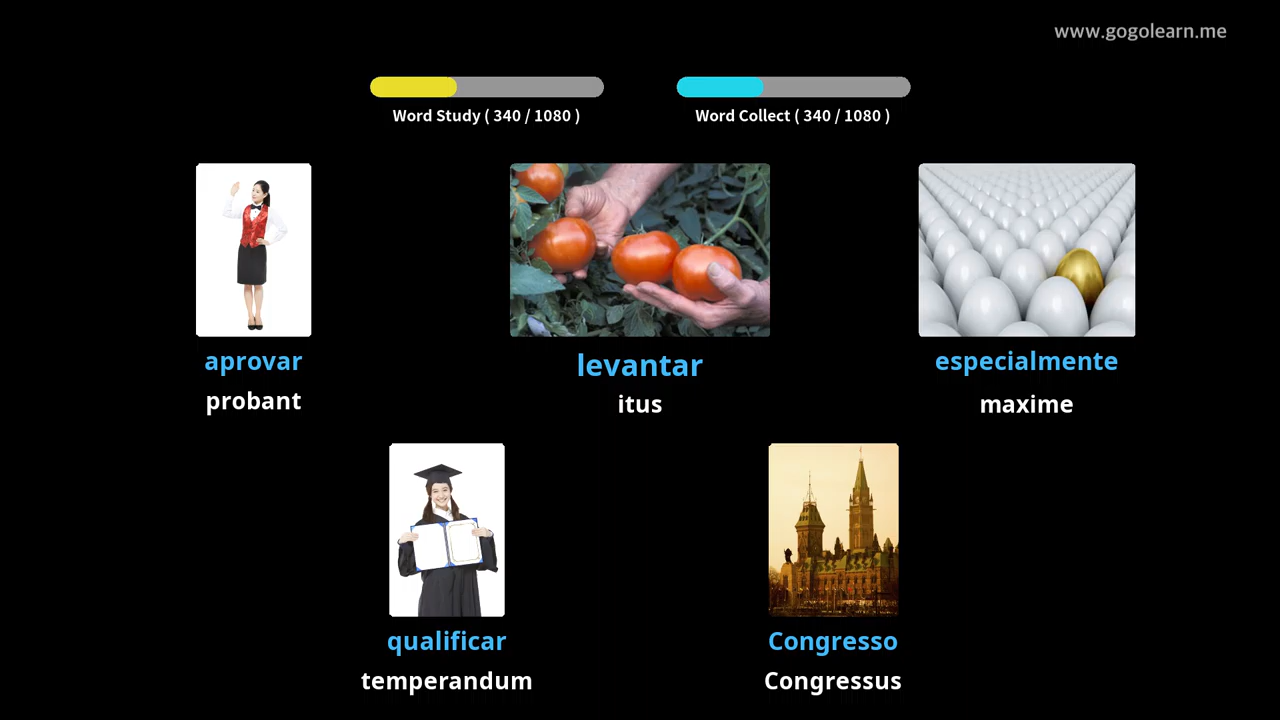 www.gogolearn.me
Word Study ( 340 / 1080 )
Word Collect ( 340 / 1080 )
aprovar
probant
levantar
itus
especialmente
maxime
qualificar
temperandum
Congresso
Congressus